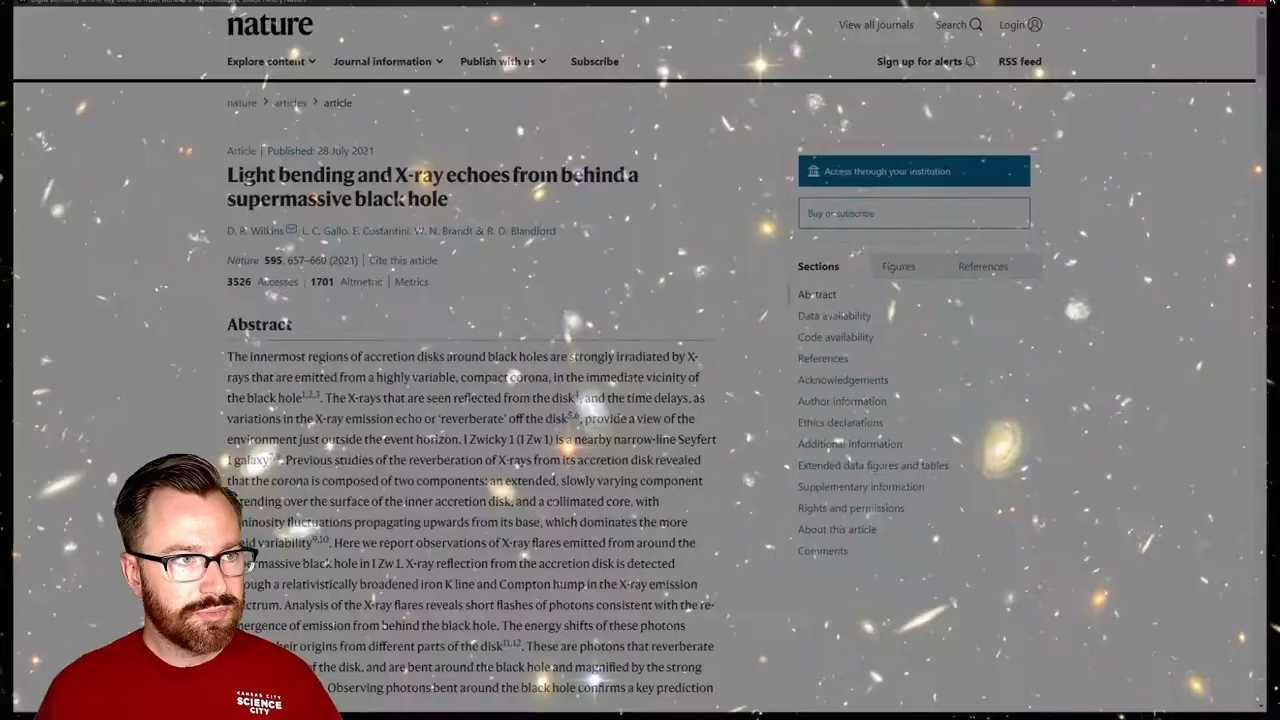 nature
View all journals Search Login
Explore content Journal information Publish with us Subscribe
Sign up for alerts RSS feed
nature > articles > article
Article | Published: 28 July 2021
Light bending and X-ray echoes from behind a
supermassive black hole
D. R. Wilkins, L. C. Gallo, E. Costantini, W. N. Brandt & R. D. Blandford
Nature 595, 657–660 (2021) | Cite this article
3526 Accesses | 1701 Altmetric | Metrics
Abstract
The innermost regions of accretion disks around black holes are strongly irradiated by X-
rays that are emitted from a highly variable, compact corona, in the immediate vicinity of
the black hole1,2,3. The X-rays that are seen reflected from the disk4, and the time delays, as
variations in the X-ray emission echo or ‘reverberate’ off the disk5,6, provide a view of the
environment just outside the event horizon. I Zwicky 1 (I Zw 1) is a nearby narrow-line Seyfert
1 galaxy. Previous studies of the reverberation of X-rays from its accretion disk revealed
that the corona is composed of two components: an extended, slowly varying component
tending over the surface of the inner accretion disk, and a collimated core, with
minosity fluctuations propagating upwards from its base, which dominates the more
id variability9,10. Here we report observations of X-ray flares emitted from around the
permassive black hole in I Zw 1. X-ray reflection from the accretion disk is detected
ough a relativistically broadened iron K line and Compton hump in the X-ray emission
ectrum. Analysis of the X-ray flares reveals short flashes of photons consistent with the re-
mergence of emission from behind the black hole. The energy shifts of these photons
heir origins from different parts of the disk11,12. These are photons that reverberate
of the disk, and are bent around the black hole and magnified by the strong
Observing photons bent around the black hole confirms a key prediction
Access through your institution
Buy or subscribe
Sections Figures References
Abstract
Data availability
Code availability
References
Acknowledgements
Author information
Ethics declarations
Additional information
Extended data figures and tables
Supplementary information
Rights and permissions
About this article
Comments
KANSAS CITY
SCIENCE
CITY